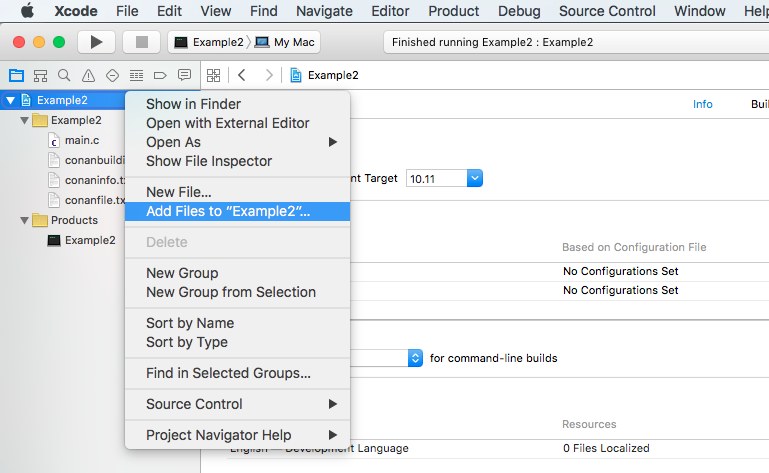 Xcode File Edit View Find Navigate Editor Product Debug Source Control Window Help
Example2 My Mac Finished running Example2 : Example2
Example2
Example2
Info Bui
Example2
main.c
conanbuildi
conaninfo.tx
conanfile.tx
Products
Example2
Show in Finder
Open with External Editor
Open As
Show File Inspector
New File...
Add Files to “Example2”...
Delete
New Group
New Group from Selection
Sort by Name
Sort by Type
Find in Selected Groups...
Source Control
Project Navigator Help
nt Target 10.11
Based on Configuration File
No Configurations Set
No Configurations Set
for command-line builds
Resources
English — Development Language 0 Files Localized